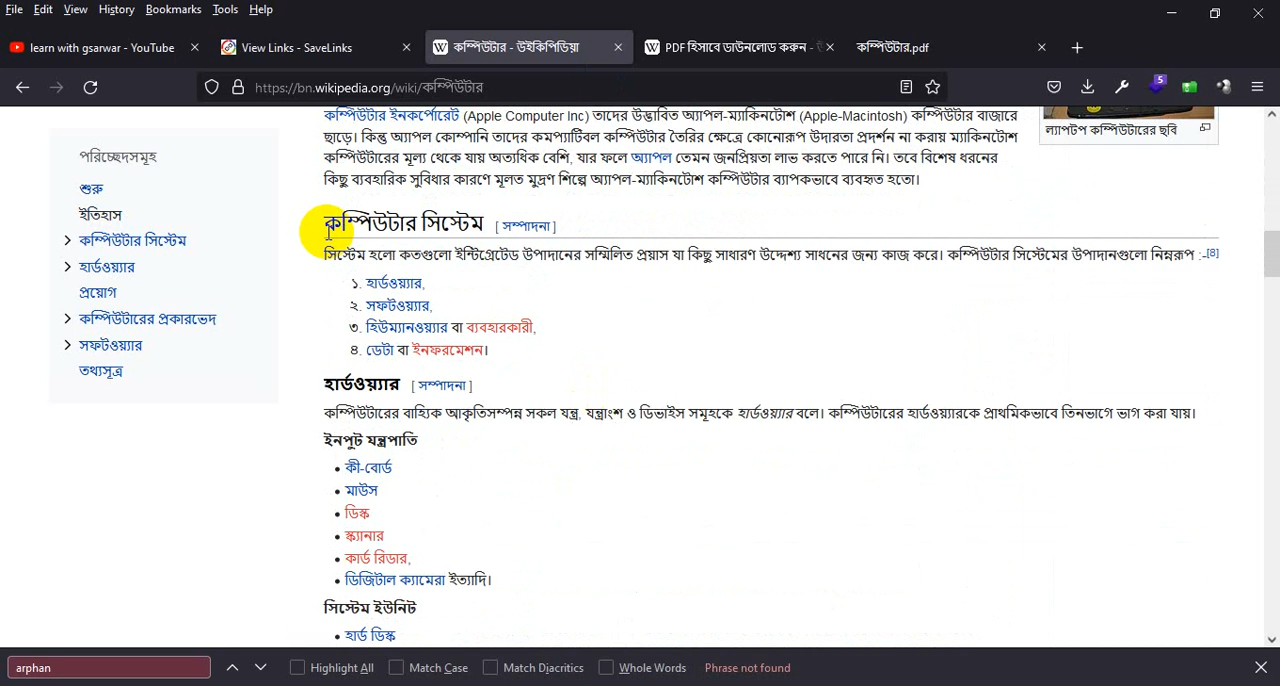 File Edit View History Bookmarks Tools Help
learn with gsarwar - YouTube
View Links - SaveLinks
কম্পিউটার - উইকিপিডিয়া
PDF হিসাবে ডাউনলোড করুন - উ
কম্পিউটার.pdf
5
https://bn.wikipedia.org/wiki/কম্পিউটার
কম্পিউটার ইনকর্পোরেট (Apple Computer Inc) তাদের উদ্ভাবিত অ্যাপল-ম্যাকিনটোশ (Apple-Macintosh) কম্পিউটার বাজারে
ছাড়ে। কিন্তু অ্যাপল কোম্পানি তাদের কমপ্যাটিবল কম্পিউটার তৈরির ক্ষেত্রে কোনোরূপ উদারতা প্রদর্শন না করায় ম্যাকিনটোশ
কম্পিউটারের মূল্য থেকে যায় অত্যধিক বেশি, যার ফলে অ্যাপল তেমন জনপ্রিয়তা লাভ করতে পারে নি। তবে বিশেষ ধরনের
কিছু ব্যবহারিক সুবিধার কারণে মূলত মুদ্রণ শিল্পে অ্যাপল-ম্যাকিনটোশ কম্পিউটার ব্যাপকভাবে ব্যবহৃত হতো।
ল্যাপটপ কম্পিউটারের ছবি
পরিচ্ছেদসমূহ
শুরু
ইতিহাস
কম্পিউটার সিস্টেম
হার্ডওয়্যার
প্রয়োগ
কম্পিউটারের প্রকারভেদ
সফটওয়্যার
তথ্যসূত্র
কম্পিউটার সিস্টেম [ সম্পাদনা ]
সিস্টেম হলো কতগুলো ইন্টিগ্রেটেড উপাদানের সম্মিলিত প্রয়াস যা কিছু সাধারণ উদ্দেশ্য সাধনের জন্য কাজ করে। কম্পিউটার সিস্টেমের উপাদানগুলো নিম্নরূপ :-[8]
১. হার্ডওয়্যার,
২. সফটওয়্যার,
৩. হিউম্যানওয়্যার বা ব্যবহারকারী,
৪. ডেটা বা ইনফরমেশন।
হার্ডওয়্যার [ সম্পাদনা ]
কম্পিউটারের বাহ্যিক আকৃতিসম্পন্ন সকল যন্ত্র, যন্ত্রাংশ ও ডিভাইস সমূহকে হার্ডওয়্যার বলে। কম্পিউটারের হার্ডওয়্যারকে প্রাথমিকভাবে তিনভাগে ভাগ করা যায়।
ইনপুট যন্ত্রপাতি
• কী-বোর্ড
• মাউস
• ডিস্ক
• স্ক্যানার
• কার্ড রিডার,
• ডিজিটাল ক্যামেরা ইত্যাদি।
সিস্টেম ইউনিট
• হার্ড ডিস্ক
arphan
Highlight All
Match Case
Match Diacritics
Whole Words
Phrase not found